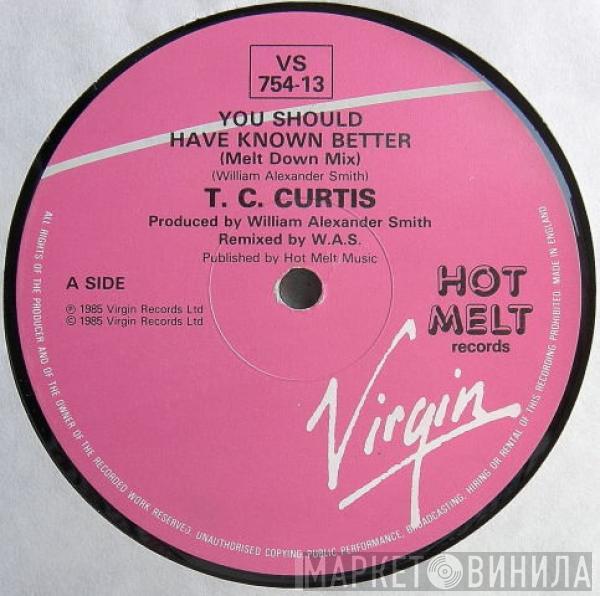 VS
754-13
YOU SHOULD
HAVE KNOWN BETTER
(Melt Down Mix)
(William Alexander Smith)
T. C. CURTIS
Produced by William Alexander Smith
Remixed by W.A.S.
Published by Hot Melt Music
A SIDE
℗ 1985 Virgin Records Ltd
© 1985 Virgin Records Ltd
HOT
MELT
records
Virgin
ALL RIGHTS OF THE PRODUCER AND OF THE OWNER OF THE RECORDED WORK RESERVED. UNAUTHORISED COPYING, PUBLIC PERFORMANCE, BROADCASTING, HIRING OR RENTAL OF THIS RECORDING PROHIBITED. MADE IN ENGLAND
МАРКЕТ ВИНИЛА